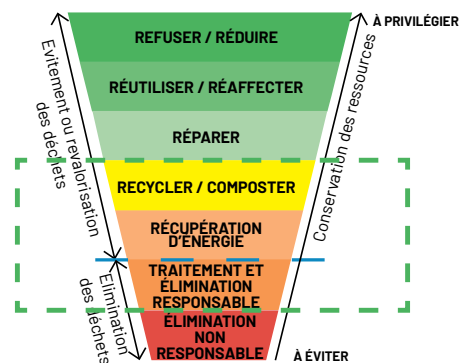 À PRIVILÉGIER
REFUSER / RÉDUIRE
RÉUTILISER / RÉAFFECTER
RÉPARER
RECYCLER / COMPOSTER
RÉCUPÉRATION
D'ÉNERGIE
TRAITEMENT ET
ÉLIMINATION
RESPONSABLE
ÉLIMINATION
NON
RESPONSABLE
À ÉVITER
Evitement ou revalorisation
des déchets
Elimination
des déchets
Conservation des ressources